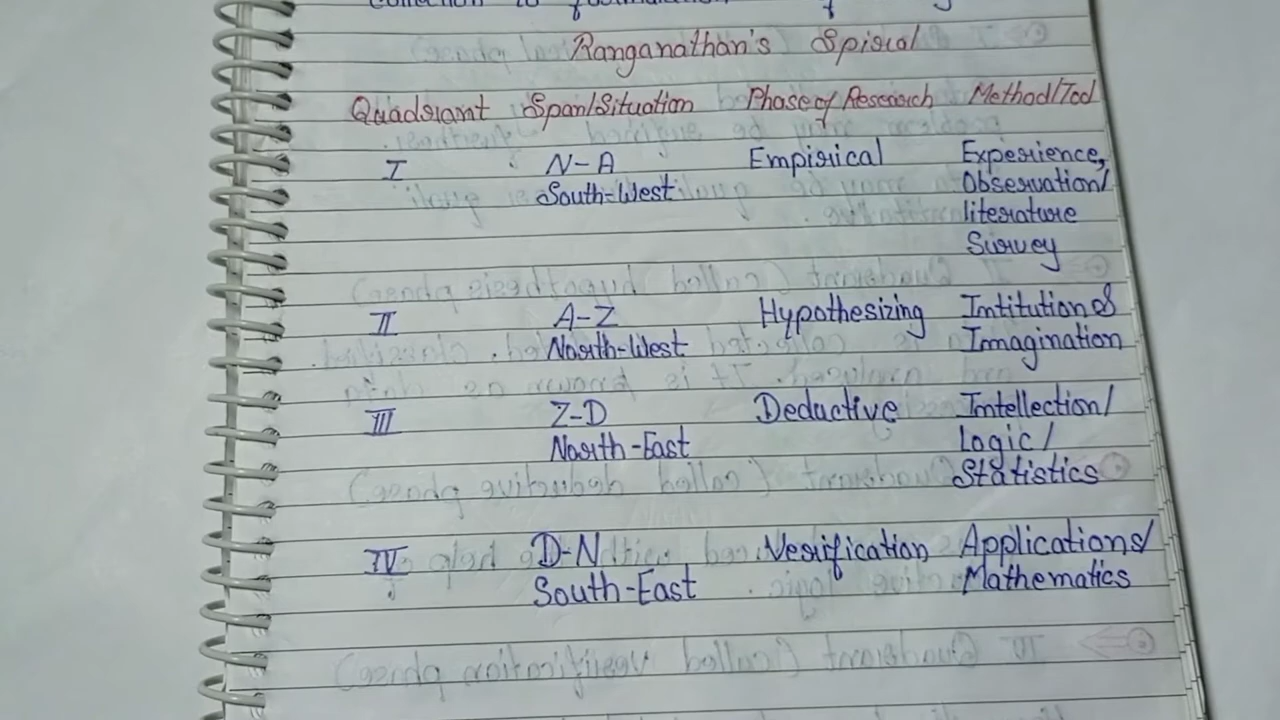 Ranganathan's Spiral
Quadrant Span/Situation Phase of Research Method/Tool
I N-A Empirical Experience,
South-West Observation/
literature
Survey
II A-Z Hypothesizing Intitution &
North-West Imagination
III Z-D Deductive Intellection/
North-East Logic/
Statistics
IV D-N Verification Applications/
South-East Mathematics